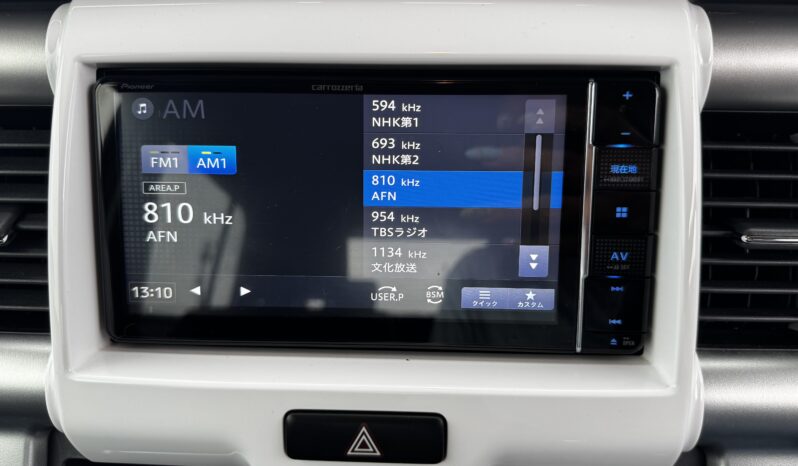 Pioneer
carrozzeria
AM
FM1
AM1
AREA.P
810 kHz
AFN
13:10
594 kHz
NHK第1
693 kHz
NHK第2
810 kHz
AFN
954 kHz
TBSラジオ
1134 kHz
文化放送
USER.P
BSM
クイック
カスタム
+
-
現在地
AV
OPEN